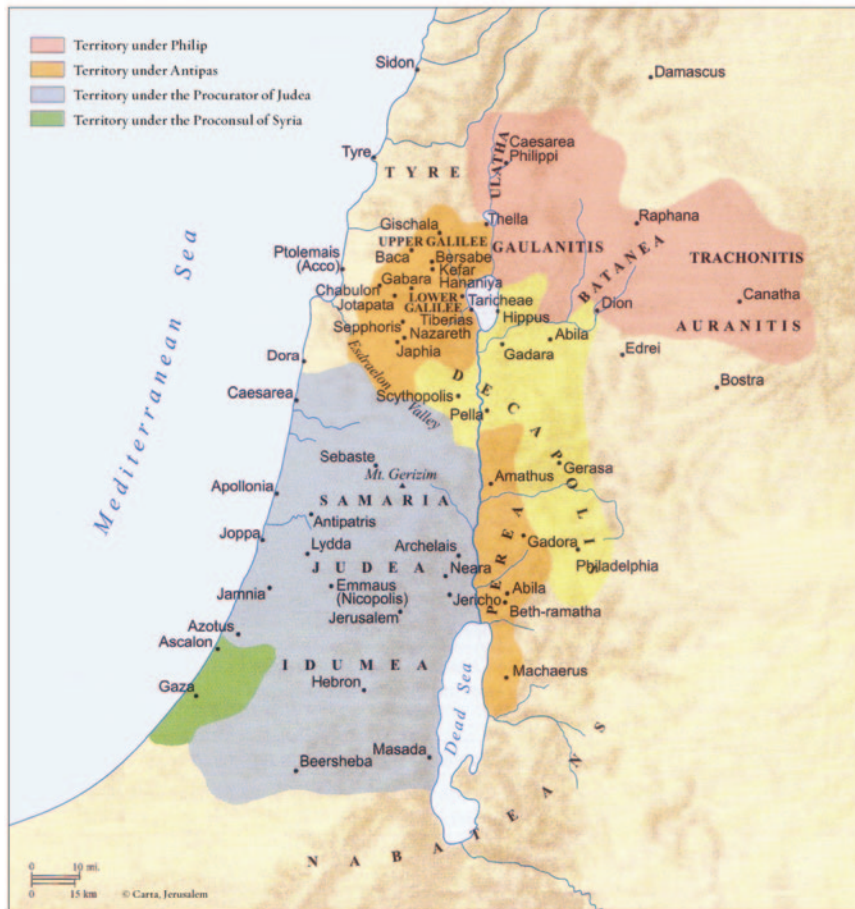 Territory under Philip
Territory under Antipas
Territory under the Procurator of Judea
Territory under the Proconsul of Syria
Sidon
Damascus
Tyre
TYRE
ULATHA
Caesarea
Philippi
Thella
Raphana
Gischala
UPPER GALILEE
GAULANITIS
BATANEA
TRACHONITIS
Ptolemais
(Acco)
Baca
Bersabe
Kefar
Hananiya
Gabara
Chabulon
Jotapata
LOWER
GALILEE
Taricheae
Hippus
Dion
Canatha
Tiberias
AURANITIS
Sepphoris
Nazareth
Japhia
Abila
Gadara
Edrei
Dora
Esdraelon
Valley
Bostra
Caesarea
Scythopolis
Pella
DECAPOLIS
Mediterranean Sea
Sebaste
Mt. Gerizim
Amathus
Gerasa
Apollonia
SAMARIA
Antipatris
Joppa
Lydda
Archelais
PEREA
Gadora
Philadelphia
JUDEA
Neara
Jamnia
Emmaus
(Nicopolis)
Jericho
Abila
Beth-ramatha
Jerusalem
Azotus
Ascalon
IDUMEA
Machaerus
Gaza
Hebron
Dead Sea
Masada
Beersheba
NABATEANS
0 10 mi.
0 15 km
© Carta, Jerusalem